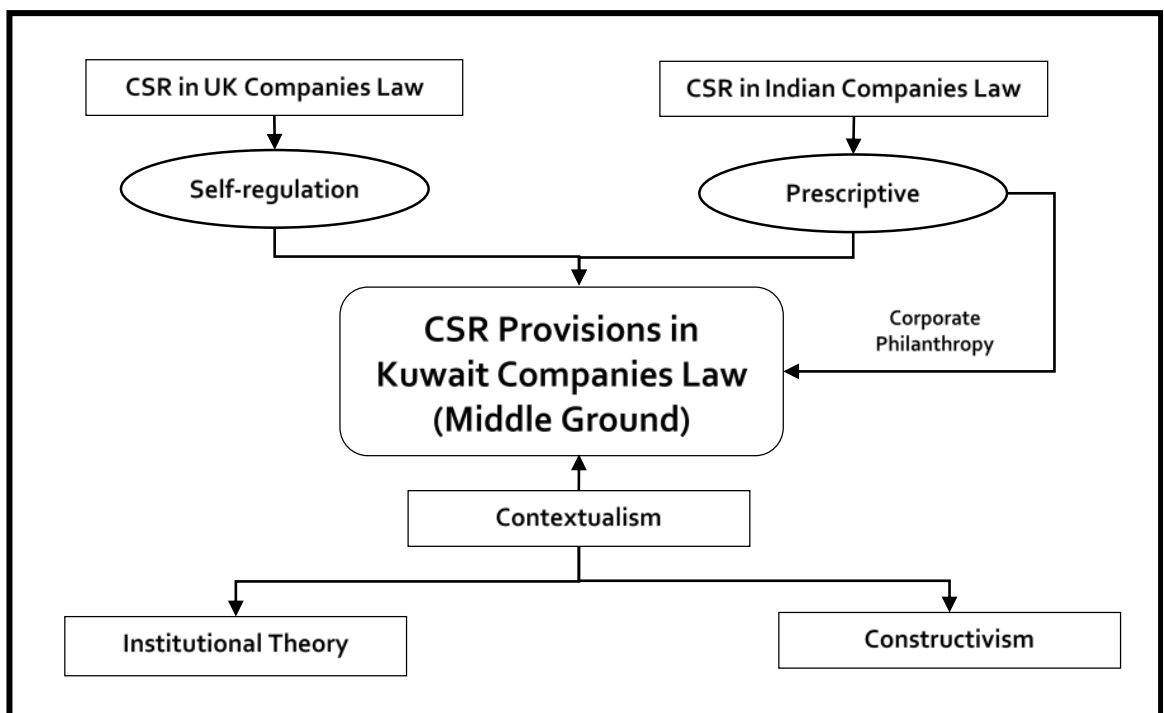 CSR in UK Companies Law
CSR in Indian Companies Law
Self-regulation
Prescriptive
CSR Provisions in
Kuwait Companies Law
(Middle Ground)
Corporate
Philanthropy
Contextualism
Institutional Theory
Constructivism